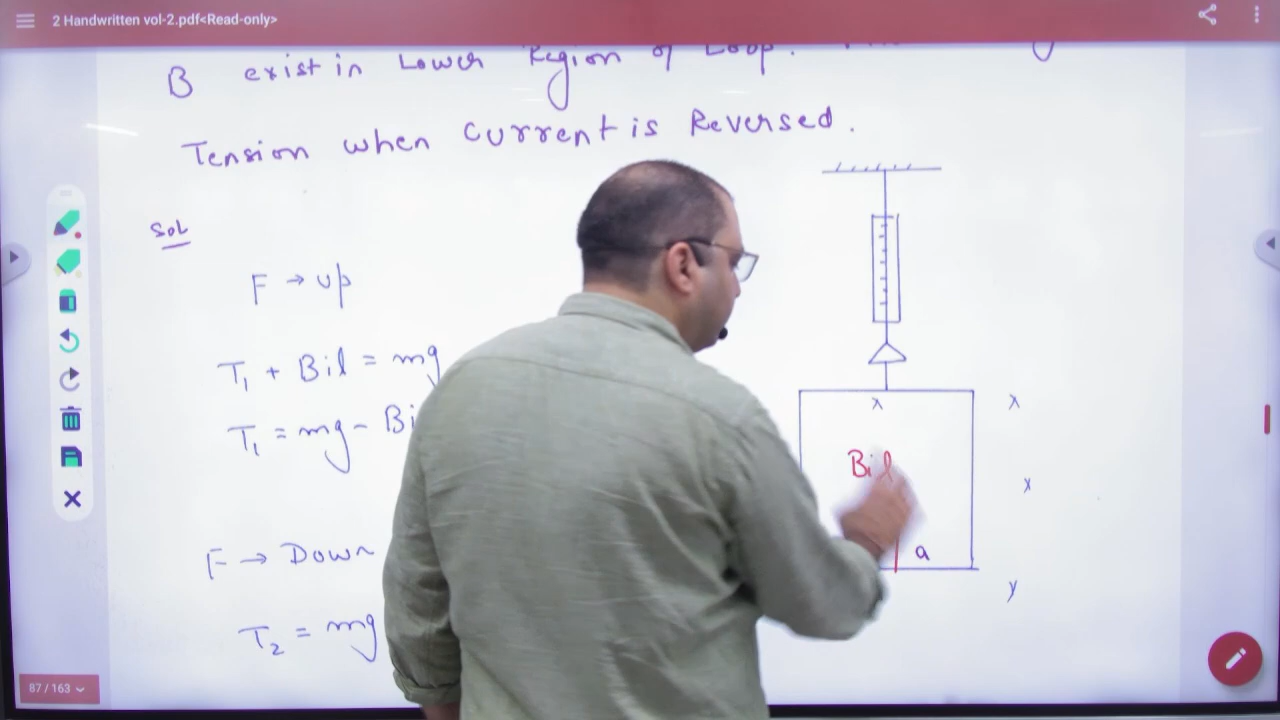 2 Handwritten vol-2.pdf<Read-only>
B exist in Lower Region of Loop.
Tension when current is Reversed.
Sol
F → up
T1 + Bil = mg
T1 = mg - Bi
F → Down
T2 = mg
x x
Bil
x
a
y
87 / 163